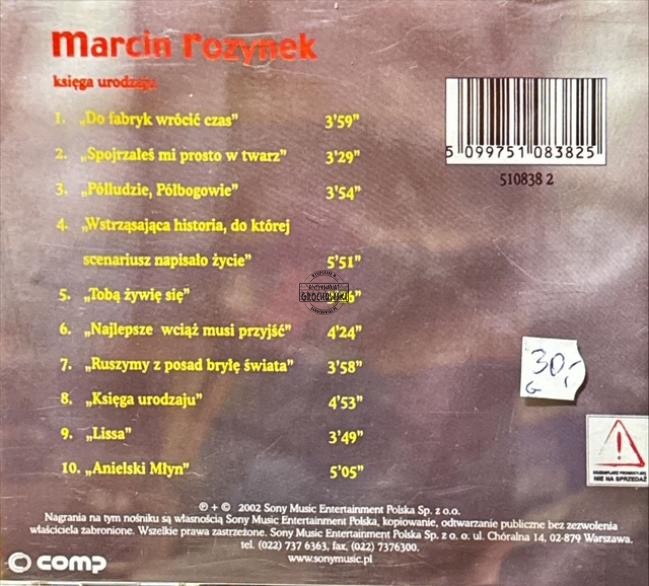 marcin rozynek
księga urodzaju
1. „Do fabryk wrócić czas” 3'59”
2. „Spojrzałeś mi prosto w twarz” 3'29”
3. „Półludzie, Półbogowie” 3'54”
4. „Wstrząsająca historia, do której
scenariusz napisało życie” 5'51”
5. „Tobą żywię się”
6. „Najlepsze wciąż musi przyjść” 4'24”
7. „Ruszymy z posad bryłę świata” 3'58”
8. „Księga urodzaju” 4'53”
9. „Lissa” 3'49”
10. „Anielski Młyn” 5'05”
5 099751 083825
510838 2
GROCHOWSKA
30,-
G
NIE NA SPRZEDAŻ
℗ + © 2002 Sony Music Entertainment Polska Sp. z o.o.
Nagrania na tym nośniku są własnością Sony Music Entertainment Polska, kopiowanie, odtwarzanie publiczne bez zezwolenia
właściciela zabronione. Wszelkie prawa zastrzeżone. Sony Music Entertainment Polska Sp. z o. o. ul. Chóralna 14, 02-879 Warszawa.
tel. (022) 737 6363, fax, (022) 7376300.
www.sonymusic.pl
comp